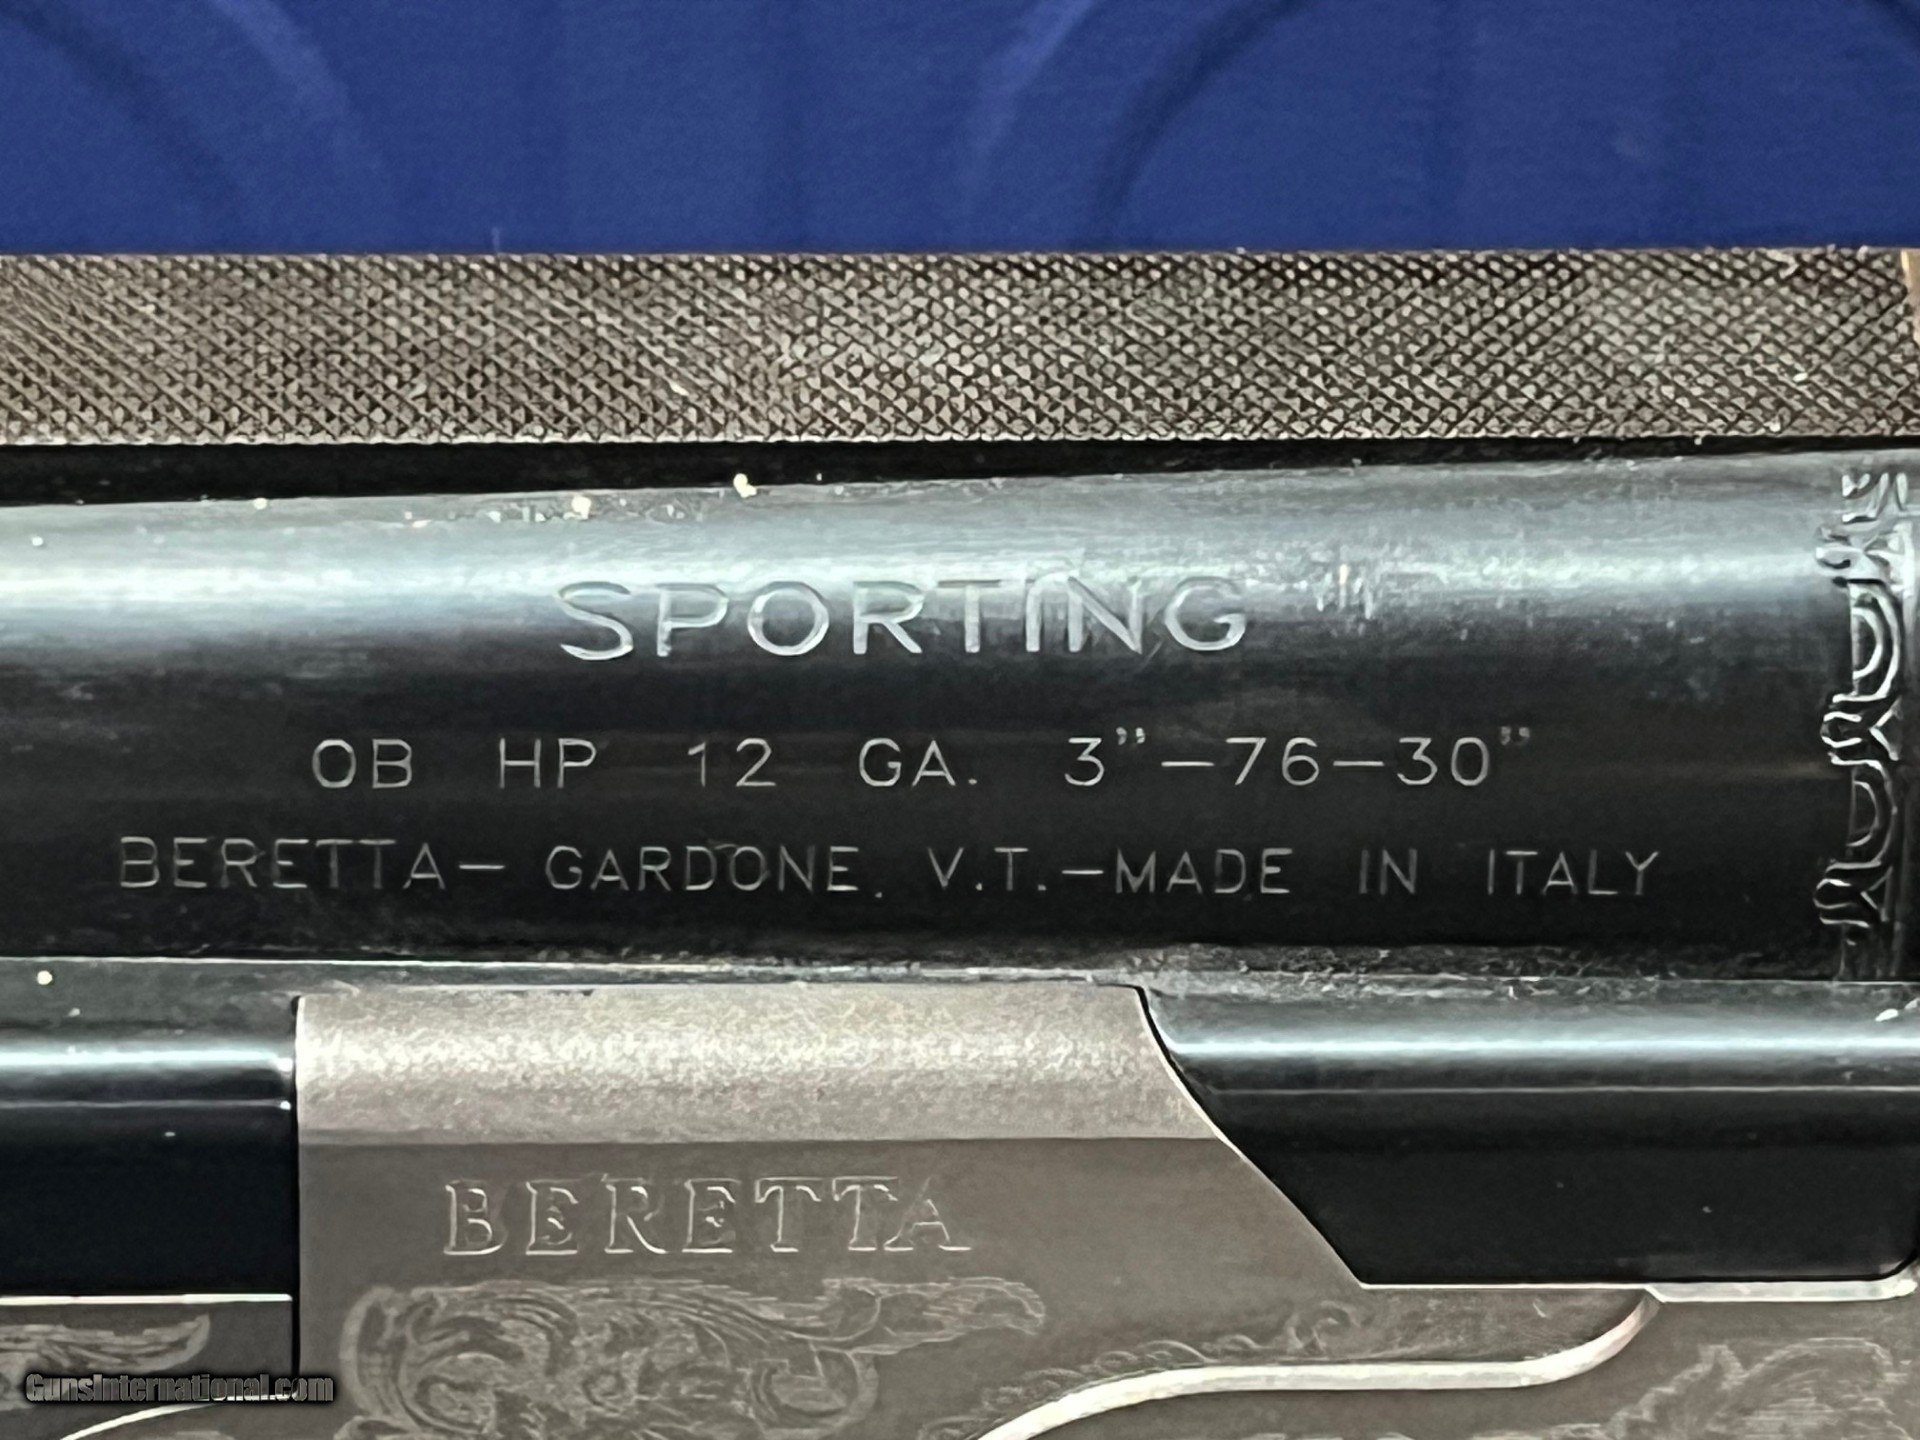 SPORTING
OB HP 12 GA. 3"-76-30"
BERETTA- GARDONE. V.T.-MADE IN ITALY
BERETTA
GunsInternational.com